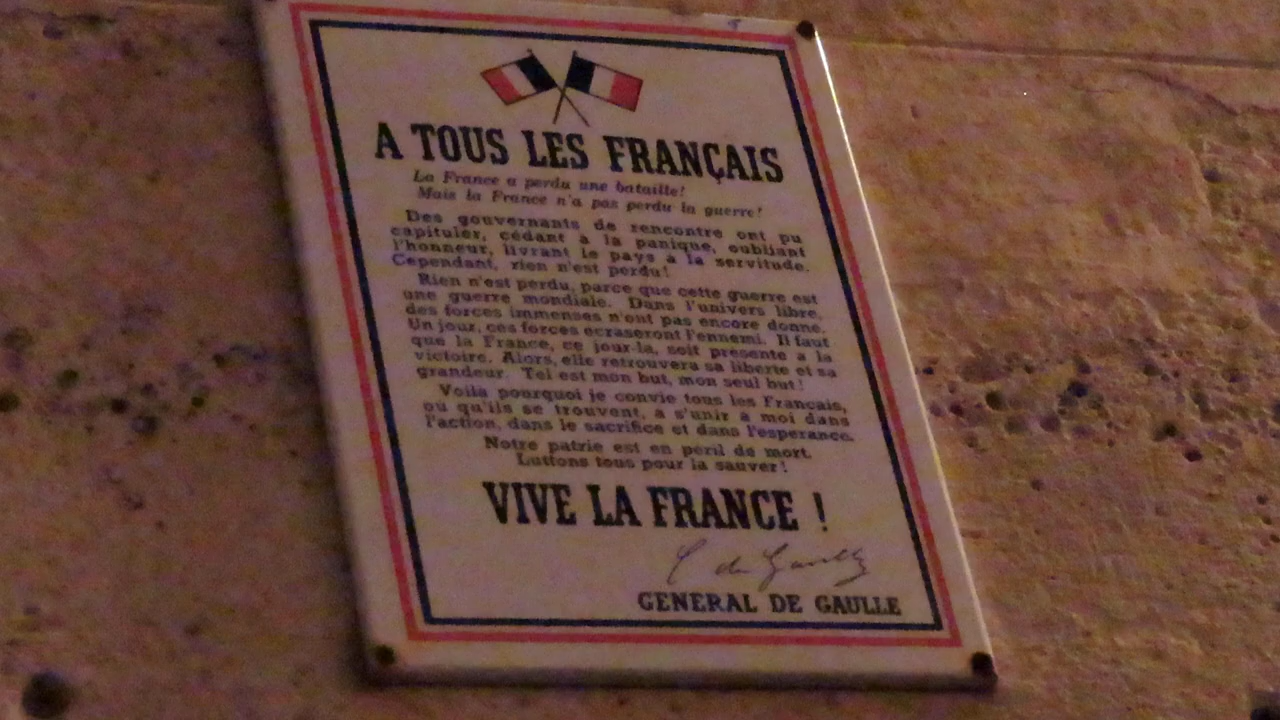 A TOUS LES FRANÇAIS
La France a perdu une bataille!
Mais la France n'a pas perdu la guerre!
Des gouvernants de rencontre ont pu
capituler, cédant à la panique, oubliant
l'honneur, livrant le pays à la servitude.
Cependant, rien n'est perdu!
Rien n'est perdu, parce que cette guerre est
une guerre mondiale. Dans l'univers libre,
des forces immenses n'ont pas encore donné.
Un jour, ces forces écraseront l'ennemi. Il faut
que la France, ce jour-là, soit présente à la
victoire. Alors, elle retrouvera sa liberté et sa
grandeur. Tel est mon but, mon seul but!
Voilà pourquoi je convie tous les Français,
où qu'ils se trouvent, à s'unir à moi dans
l'action, dans le sacrifice et dans l'espérance.
Notre patrie est en péril de mort.
Luttons tous pour la sauver!
VIVE LA FRANCE !
C de Gaulle
GENERAL DE GAULLE